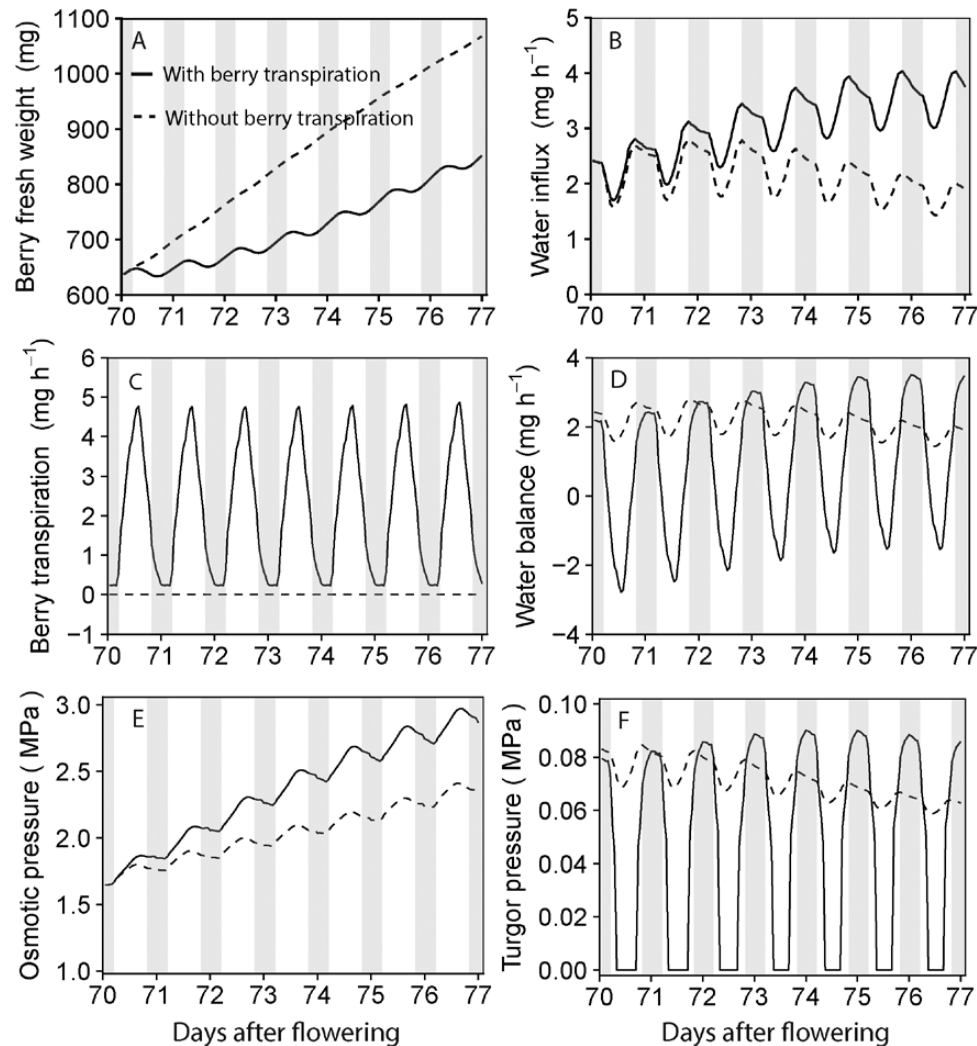 A
With berry transpiration
Without berry transpiration
Berry fresh weight (mg)
1100
1000
900
800
700
600
70 71 72 73 74 75 76 77
B
Water influx (mg h⁻¹)
5
4
3
2
1
0
70 71 72 73 74 75 76 77
C
Berry transpiration (mg h⁻¹)
6
5
4
3
2
1
0
−1
70 71 72 73 74 75 76 77
D
Water balance (mg h⁻¹)
4
2
0
−2
−4
70 71 72 73 74 75 76 77
E
Osmotic pressure ( MPa)
3.0
2.5
2.0
1.5
1.0
70 71 72 73 74 75 76 77
Days after flowering
F
Turgor pressure ( MPa)
0.10
0.08
0.06
0.04
0.02
0.00
70 71 72 73 74 75 76 77
Days after flowering